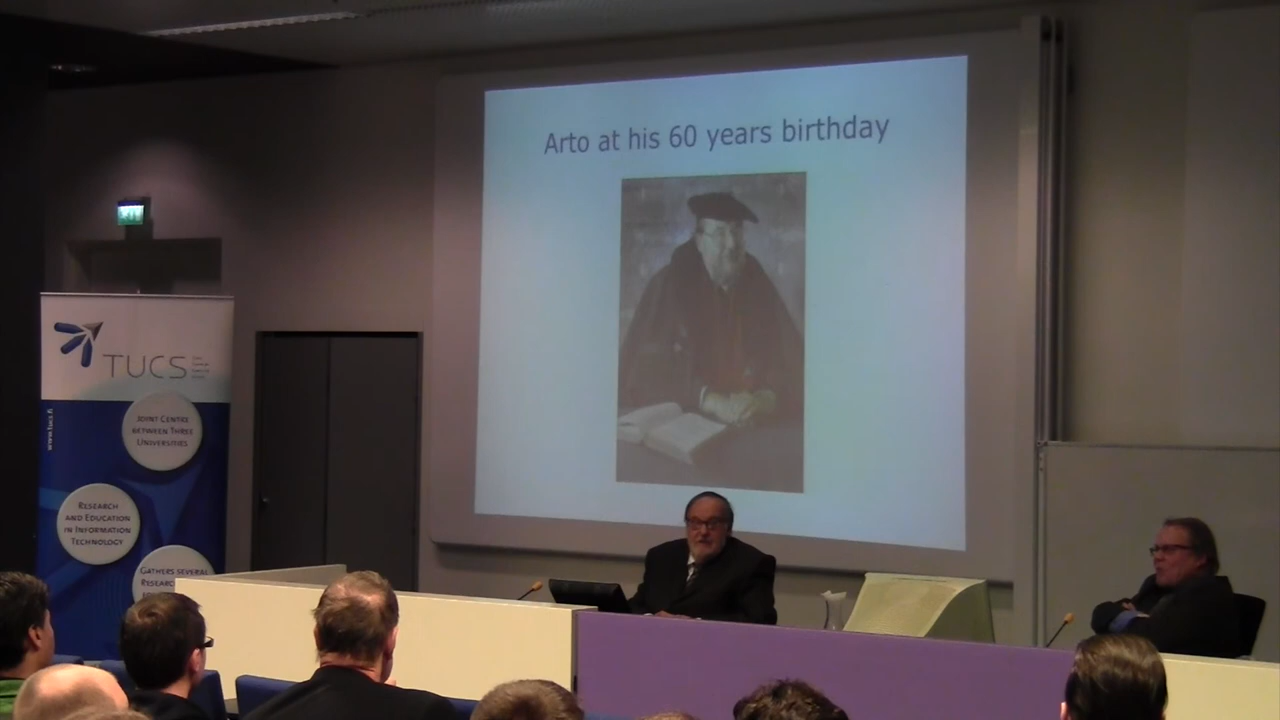 Arto at his 60 years birthday
TUCS
www.tucs.fi
Joint Centre
between Three
Universities
Research
and Education
in Information
Technology
Gathers several